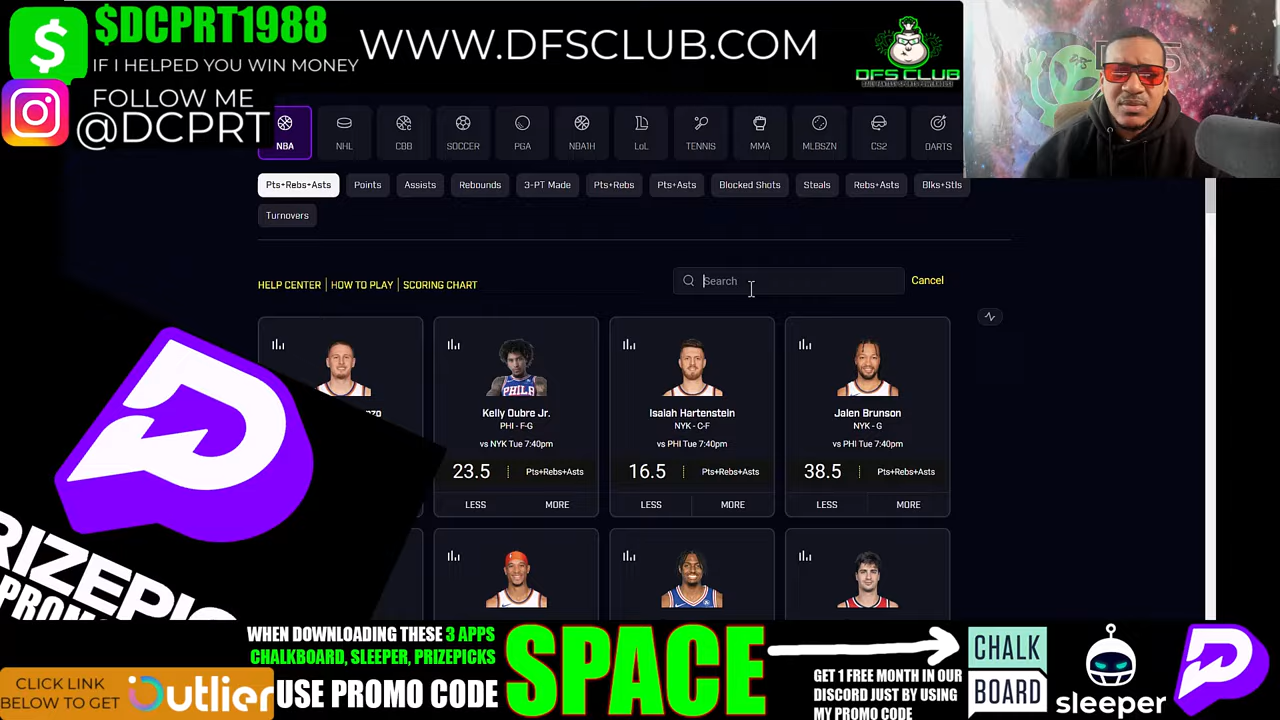 $DCPRT1988
IF I HELPED YOU WIN MONEY
FOLLOW ME
@DCPRT
WWW.DFSCLUB.COM
DFS CLUB
NBA
NHL
CBB
SOCCER
PGA
NBA1H
LoL
TENNIS
MMA
MLBSZN
CS2
DARTS
Pts+Rebs+Asts
Points
Assists
Rebounds
3-PT Made
Pts+Rebs
Pts+Asts
Blocked Shots
Steals
Rebs+Asts
Blks+Stls
Turnovers
HELP CENTER
HOW TO PLAY
SCORING CHART
Search
Cancel
Kelly Oubre Jr.
PHI - F-G
vs NYK Tue 7:40pm
23.5
Pts+Rebs+Asts
LESS
MORE
Isaiah Hartenstein
NYK - C-F
vs PHI Tue 7:40pm
16.5
Pts+Rebs+Asts
LESS
MORE
Jalen Brunson
NYK - G
vs PHI Tue 7:40pm
38.5
Pts+Rebs+Asts
LESS
MORE
WHEN DOWNLOADING THESE 3 APPS
CHALKBOARD, SLEEPER, PRIZEPICKS
USE PROMO CODE
SPACE
CLICK LINK
BELOW TO GET
Outlier
GET 1 FREE MONTH IN OUR
DISCORD JUST BY USING
MY PROMO CODE
CHALK
BOARD
sleeper